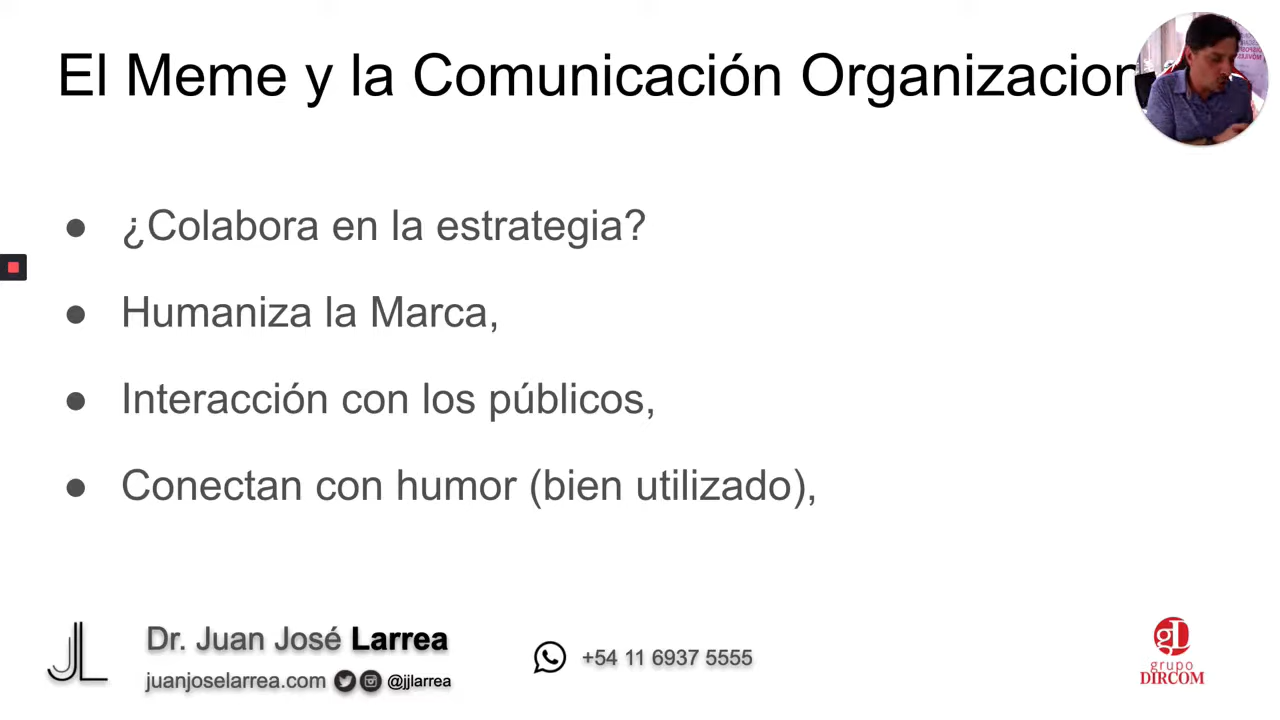 El Meme y la Comunicación Organizacion
● ¿Colabora en la estrategia?
● Humaniza la Marca,
● Interacción con los públicos,
● Conectan con humor (bien utilizado),
JL
Dr. Juan José Larrea
juanjoselarrea.com @jjlarrea
+54 11 6937 5555
gD
grupo
DIRCOM